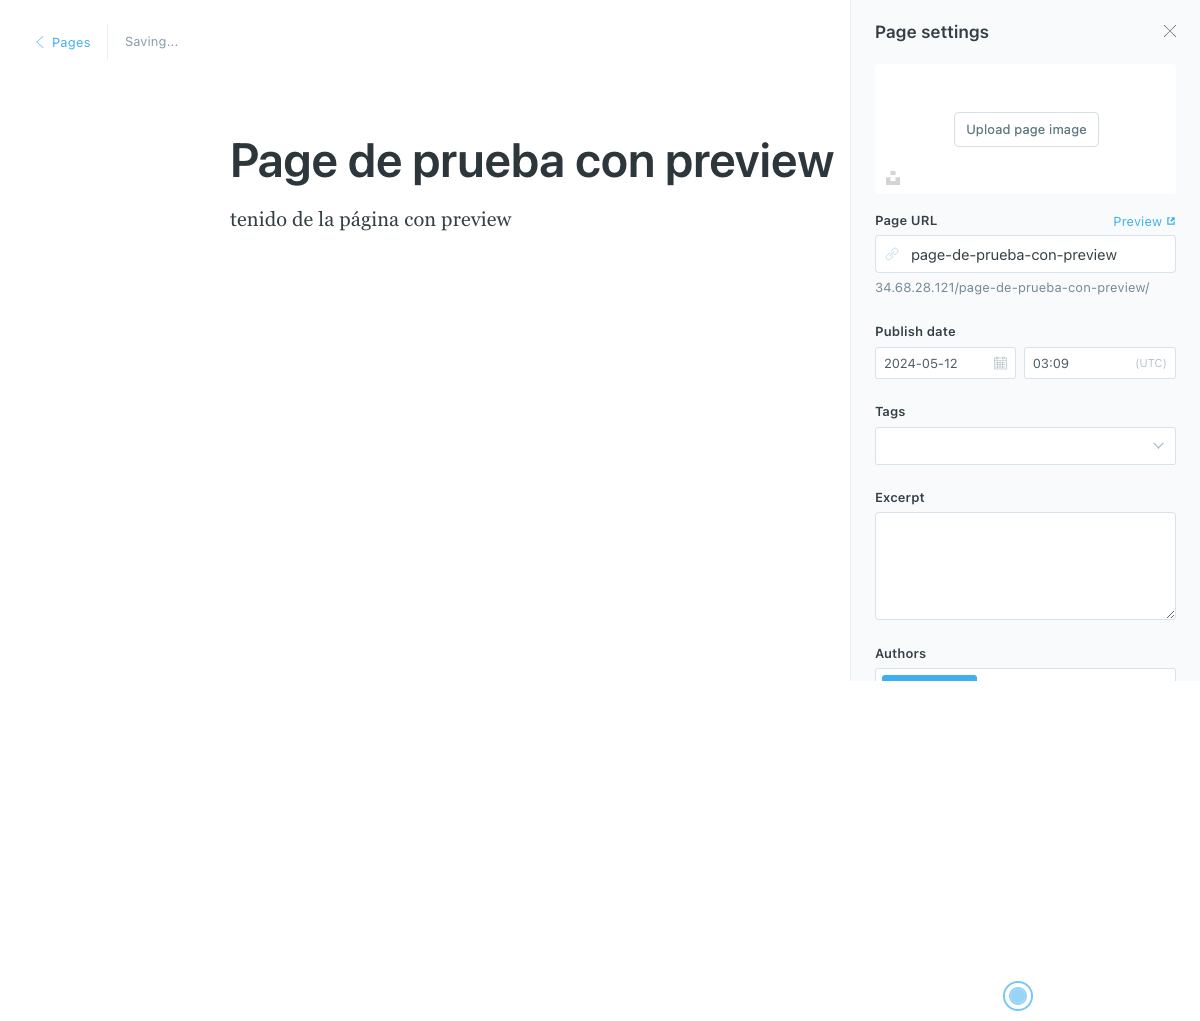 Pages
Saving...
Page de prueba con preview
tenido de la página con preview
Page settings
Upload page image
Page URL
Preview
page-de-prueba-con-preview
34.68.28.121/page-de-prueba-con-preview/
Publish date
2024-05-12
03:09
(UTC)
Tags
Excerpt
Authors